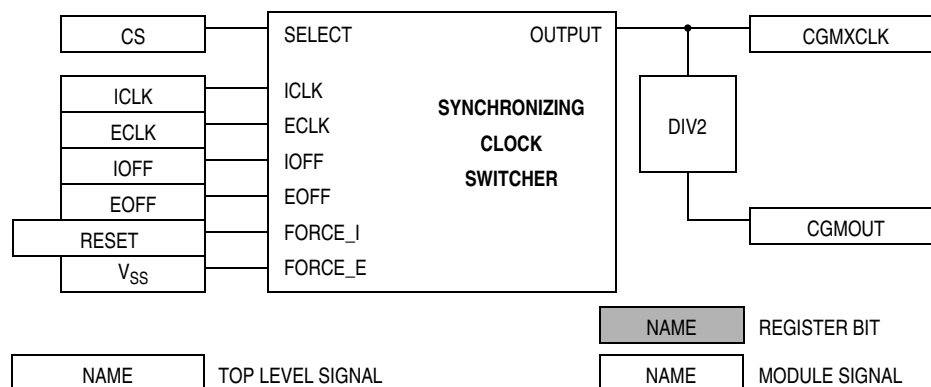 CS
SELECT
OUTPUT
CGMXCLK
ICLK
ICLK
ECLK
ECLK
IOFF
IOFF
EOFF
EOFF
RESET
FORCE_I
VSS
FORCE_E
SYNCHRONIZING
CLOCK
SWITCHER
DIV2
CGMOUT
NAME
REGISTER BIT
NAME
TOP LEVEL SIGNAL
NAME
MODULE SIGNAL